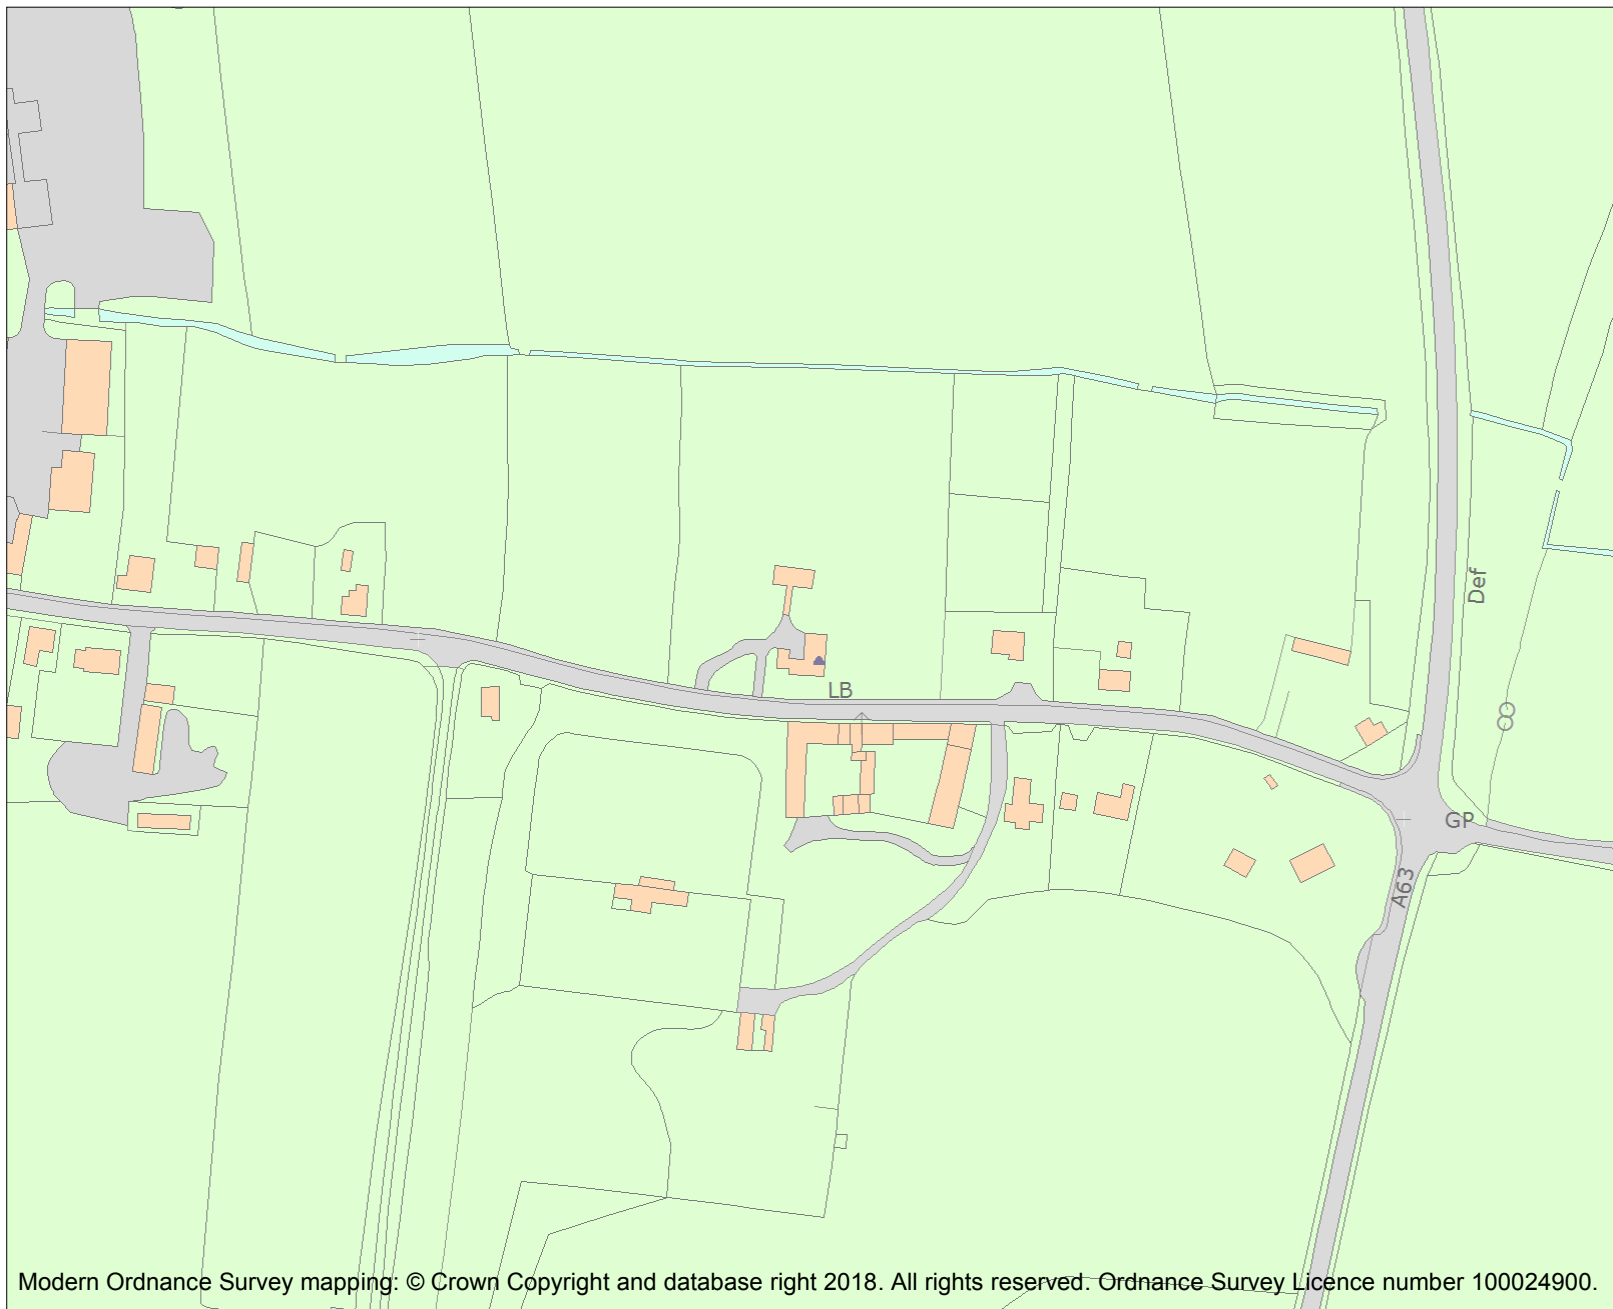 Def
LB
GP
A63
Modern Ordnance Survey mapping: © Crown Copyright and database right 2018. All rights reserved. Ordnance Survey Licence number 100024900.